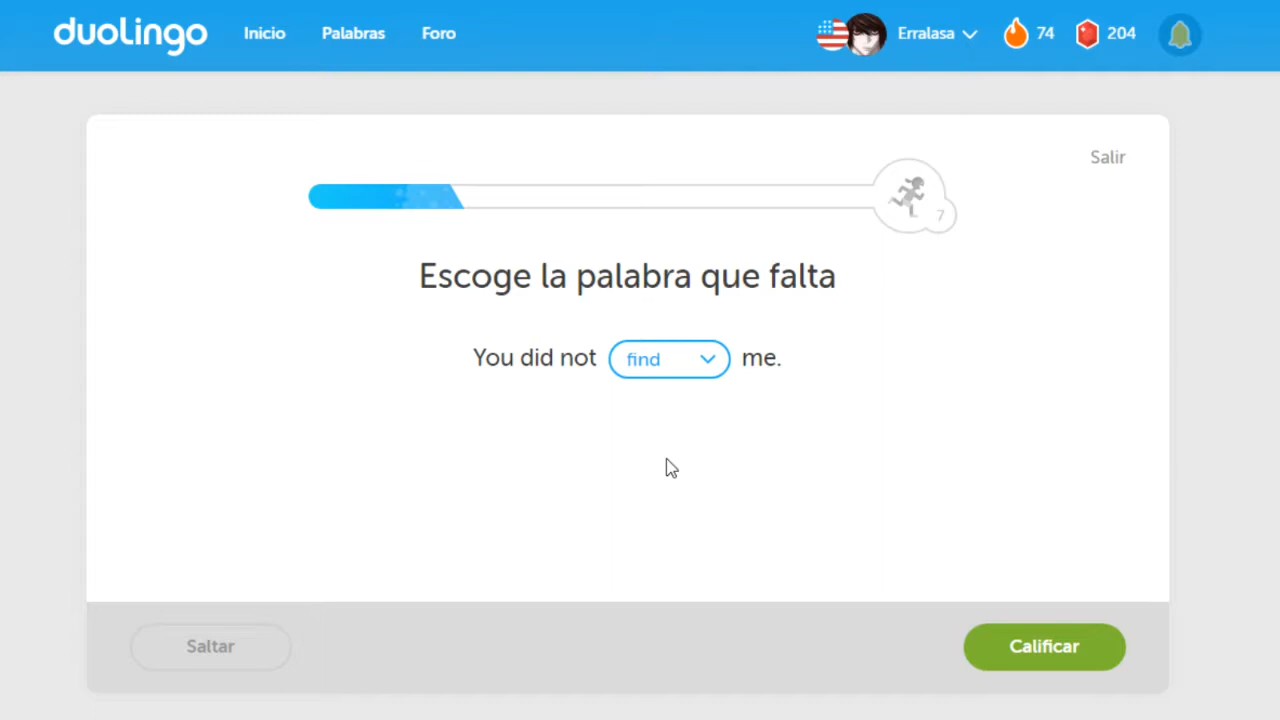 duolingo Inicio Palabras Foro Erralasa 74 204
Salir
7
Escoge la palabra que falta
You did not find me.
Saltar Calificar